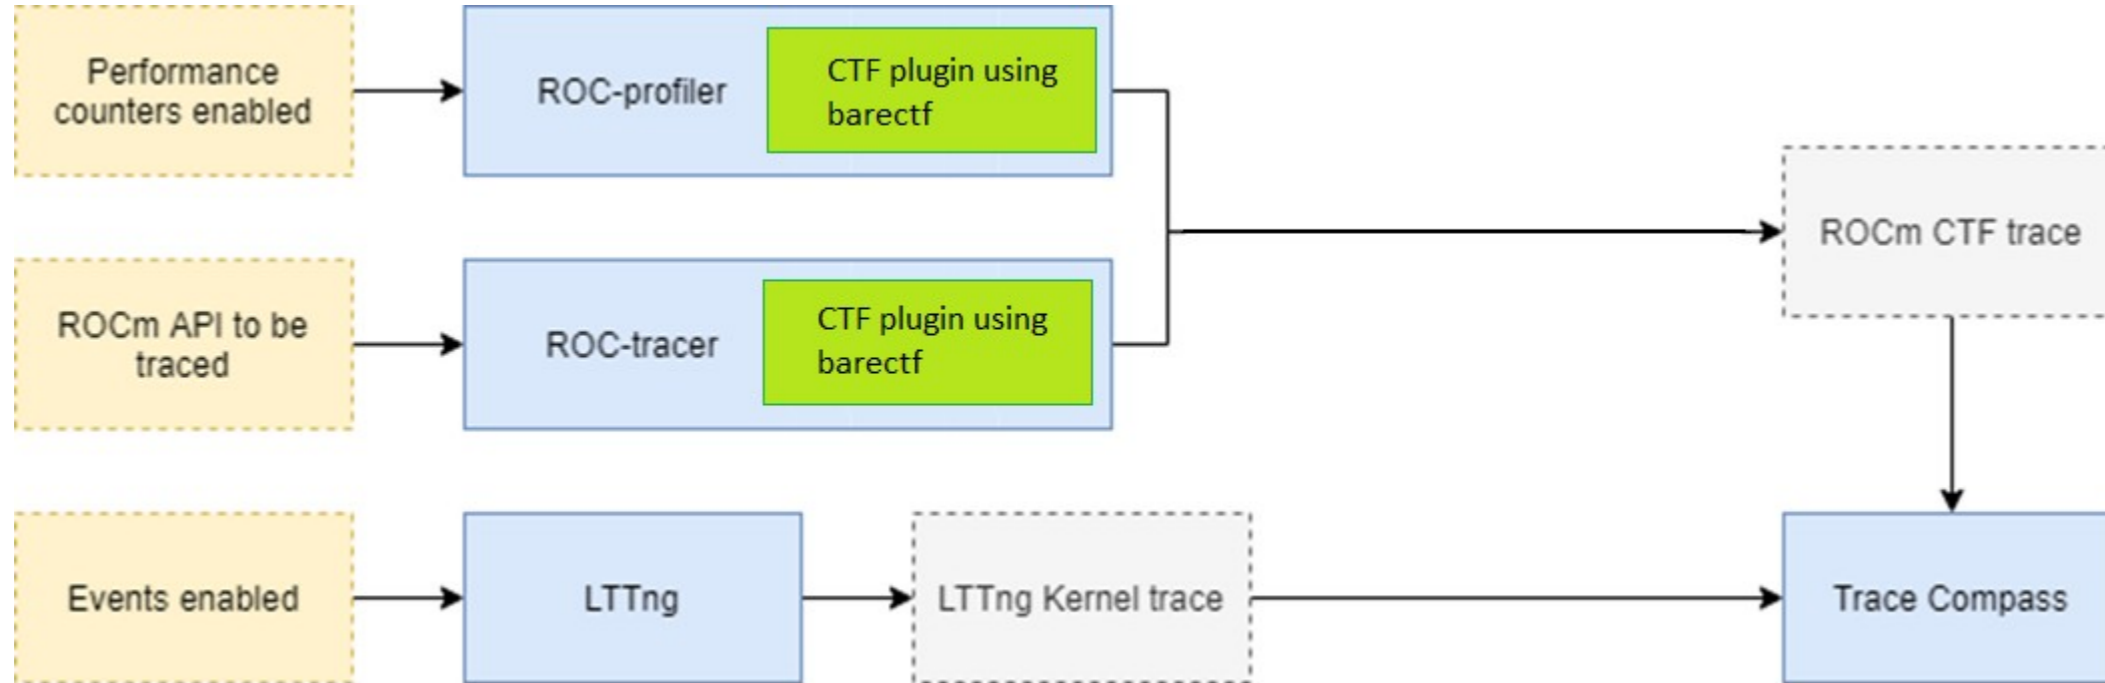 Performance
counters enabled
ROC-profiler
CTF plugin using
barectf
ROCm CTF trace
ROCm API to be
traced
ROC-tracer
CTF plugin using
barectf
Events enabled
LTTng
LTTng Kernel trace
Trace Compass